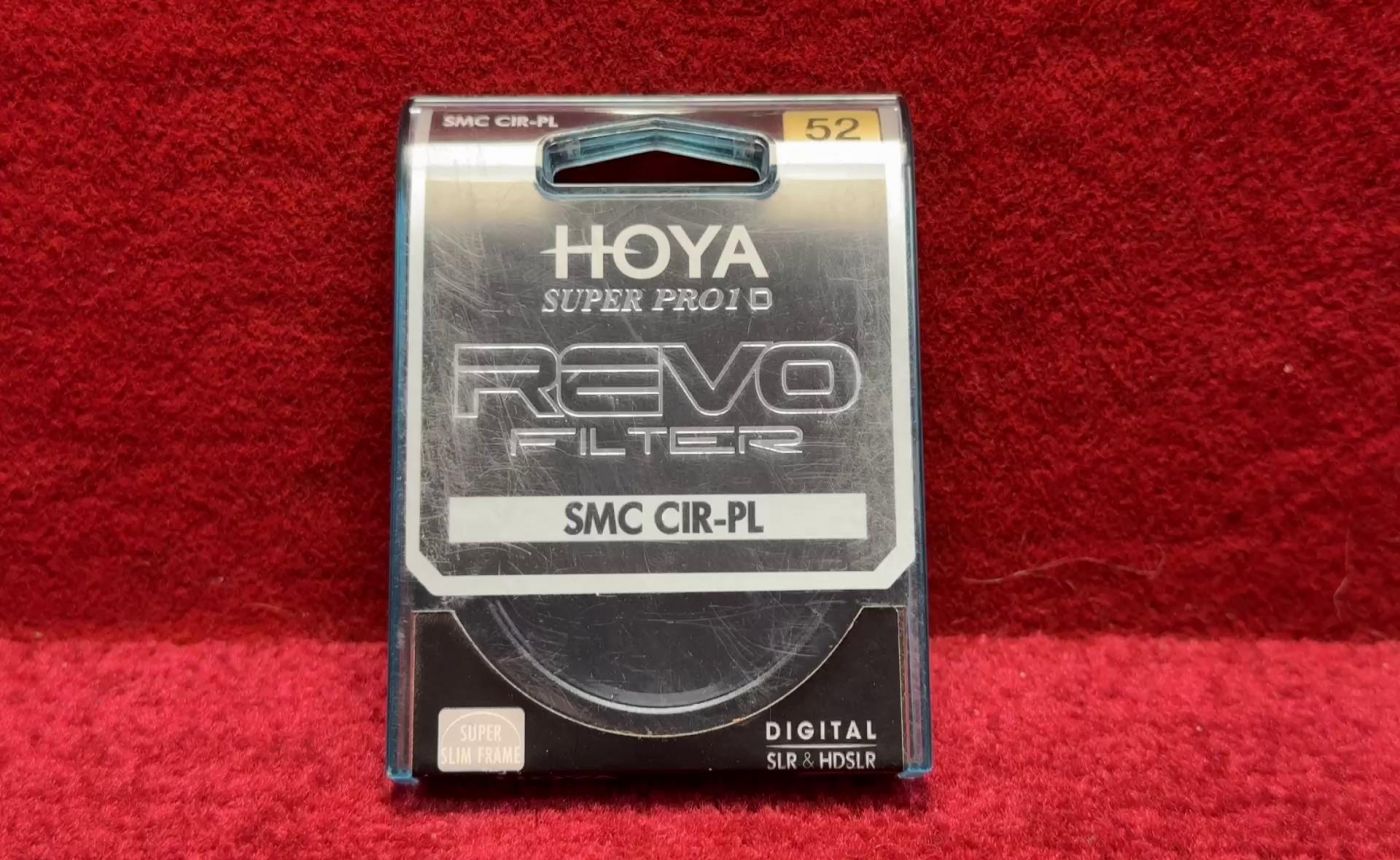 SMC CIR-PL
52
HOYA
SUPER PRO1 D
REVO
FILTER
SMC CIR-PL
SUPER
SLIM FRAME
DIGITAL
SLR & HDSLR